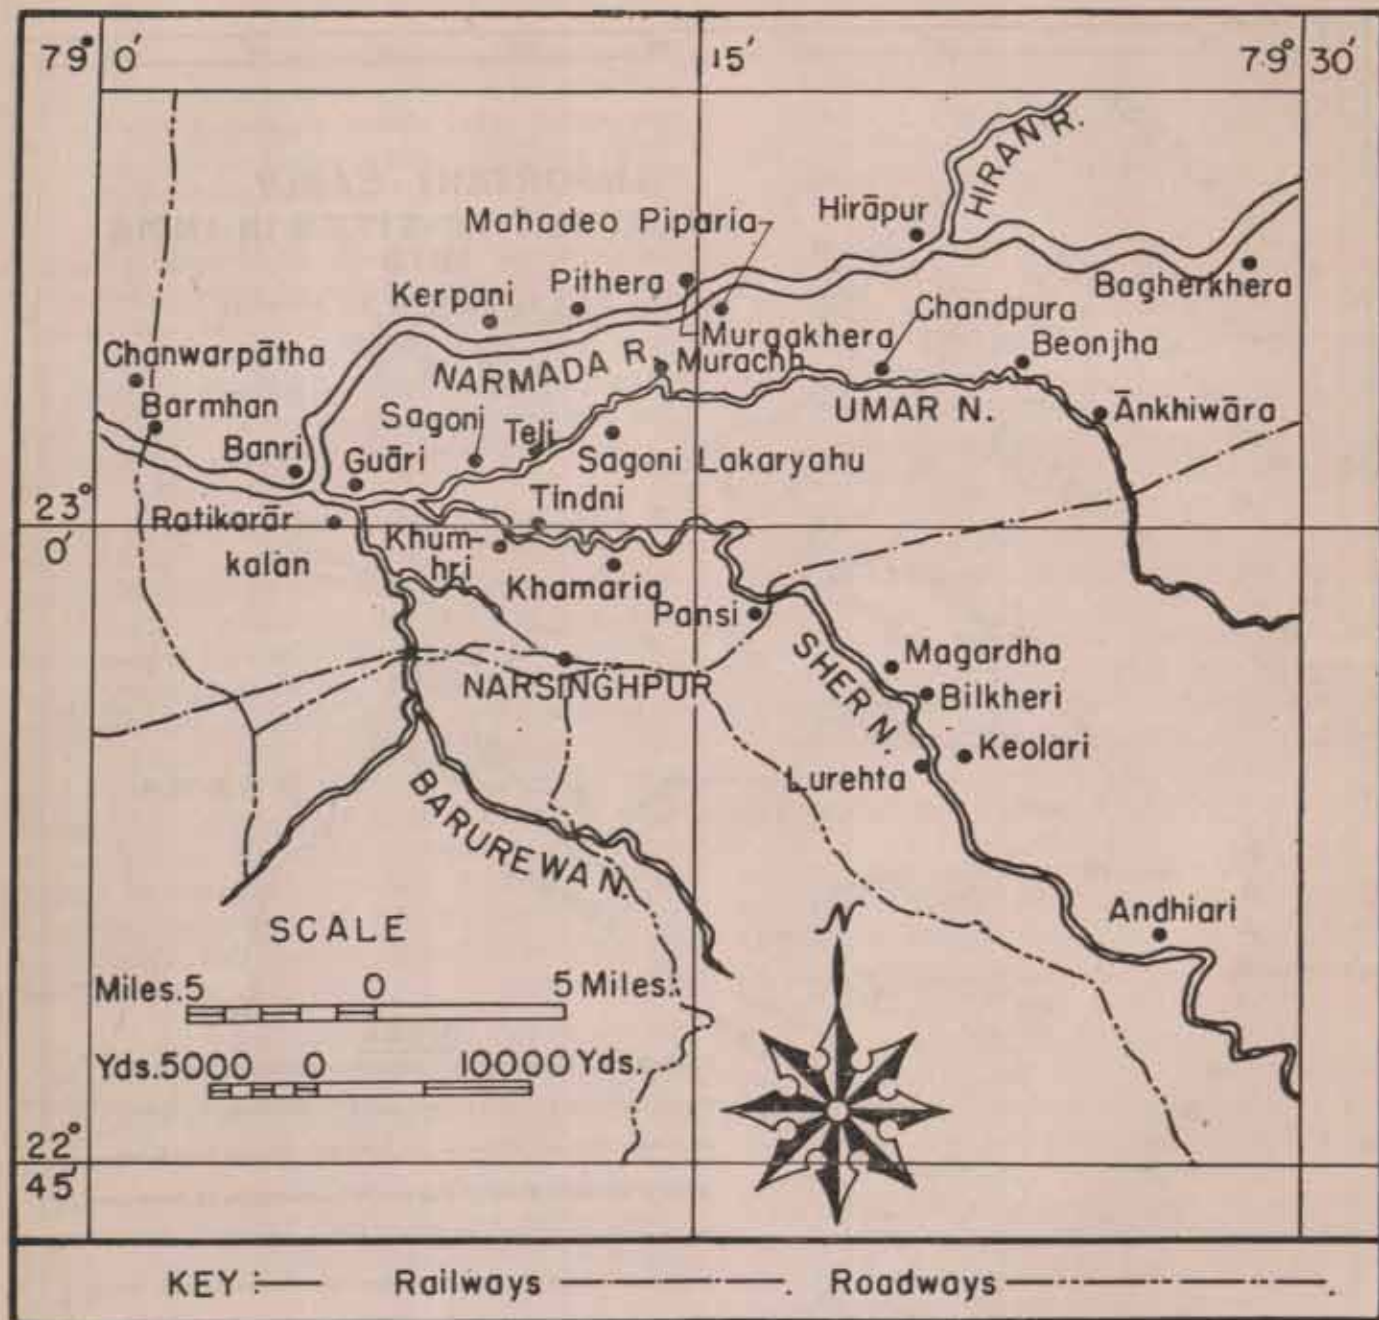 79° 0′ 15′ 79° 30′
HIRAN R.
Hirāpur
Mahadeo Piparia
Bagherkhera
Pithera
Kerpani
Chandpura
Murgakhera
Beonjha
Chanwarpātha
NARMADA R.
Murachh
UMAR N.
Ānkhiwāra
Barmhan
Sagoni
Teli
Banri
Guāri
Sagoni Lakaryahu
23° 0′
Tindni
Ratikarār
kalan
Khum-
hri
Khamaria
Pansi
SHER N.
Magardha
NARSINGHPUR
Bilkheri
Keolari
Lurehta
BARUREWA N.
Andhiari
SCALE
N
Miles. 5 0 5 Miles.
Yds. 5000 0 10000 Yds.
22°
45′
KEY :— Railways Roadways